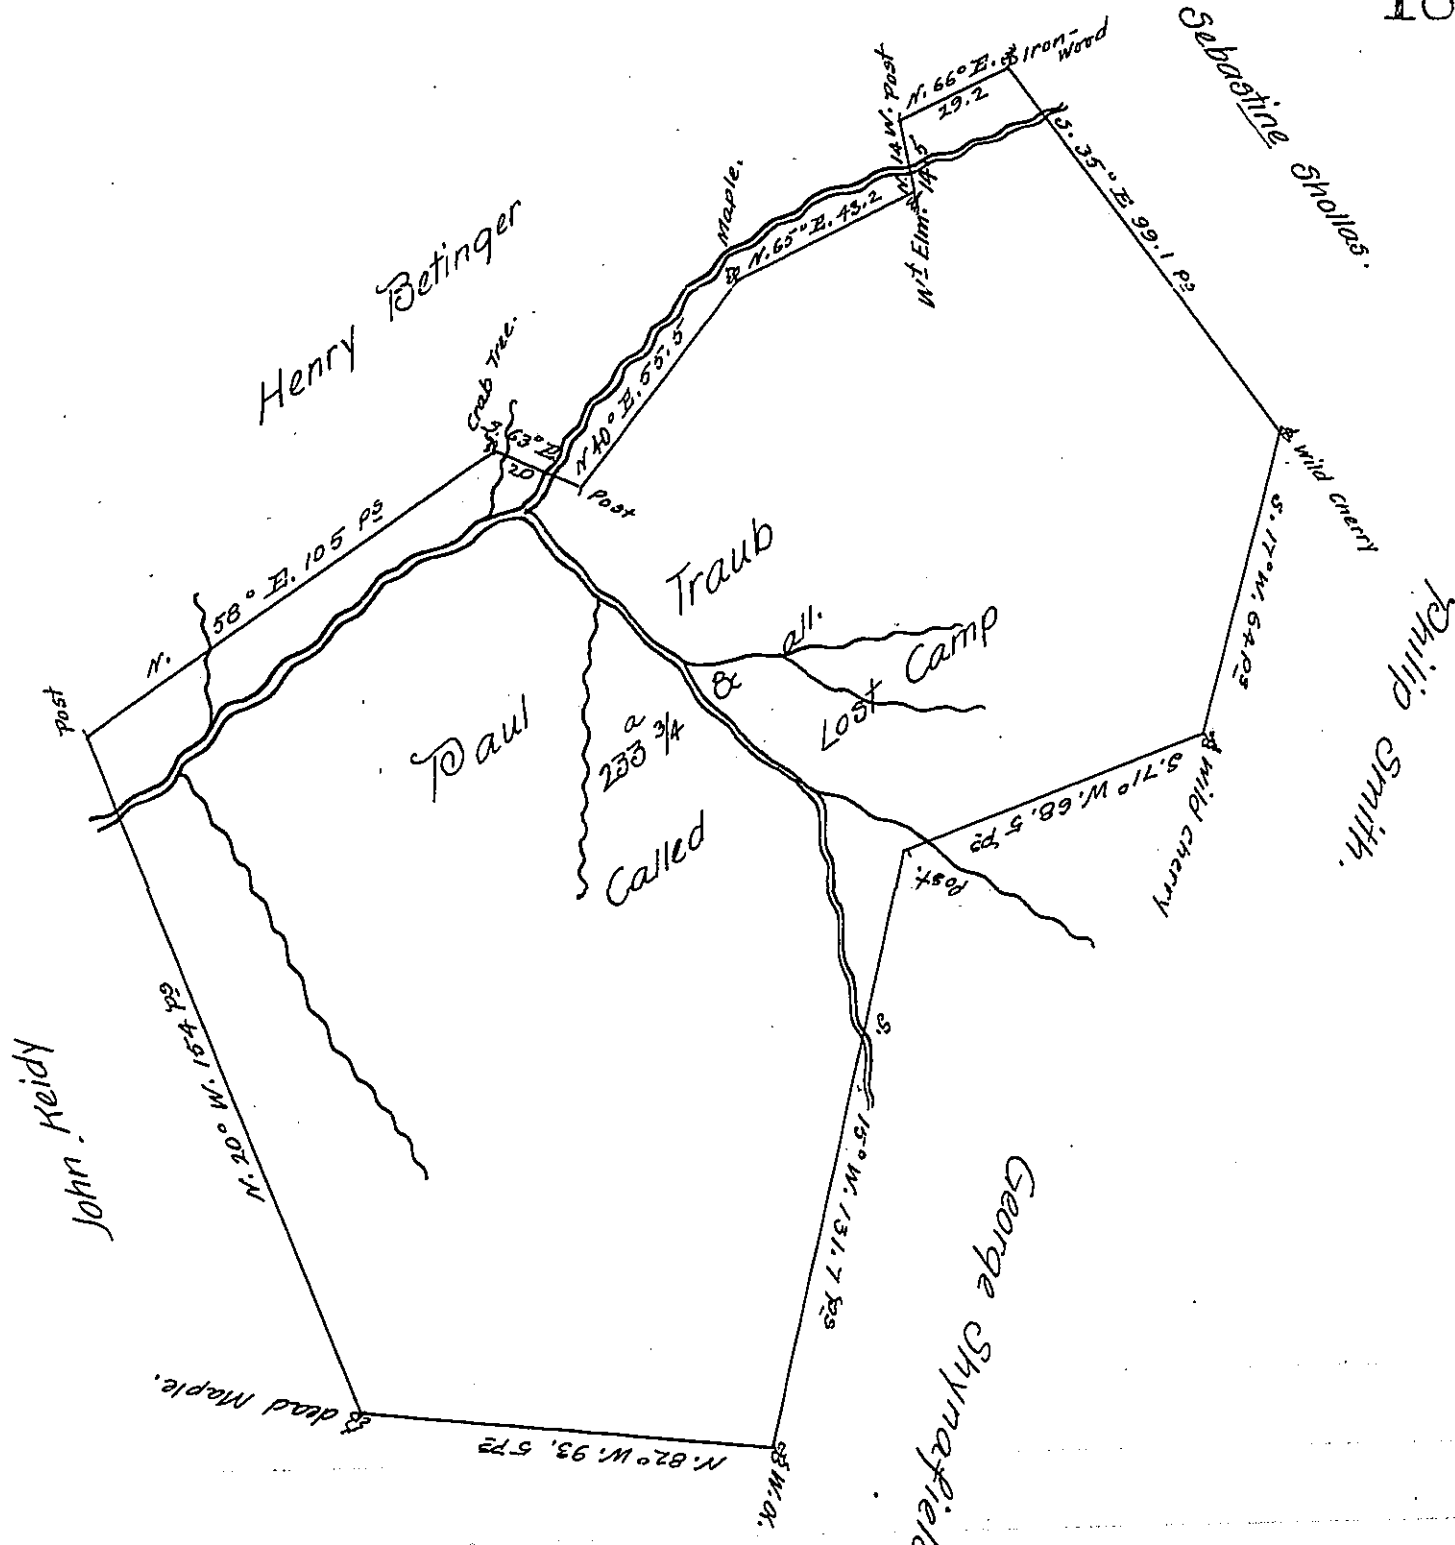 Sebastine Shollas.
Iron-
wood
N. 66° E.
29.2
Post
N. 14 W.
14.5
Wt Elm.
S. 35° E 99.1 Ps
Maple.
N. 65° E. 43.2
Henry Betinger
Crab Tree.
S. 63° E.
20
N 40° E. 55.5
Post
N. 58° E. 105 Ps
Post
wild cherry
S. 17° W. 64 Ps
Philip Smith.
wild cherry
S. 71° W. 68,5 Ps
Post.
Paul Traub
a
233 3/4 & all.
Called Lost Camp
S. 15° W. 131.7 Ps
George Shynafield
W.O.
N. 82° W. 93,5 Ps
dead Maple.
N. 20° W. 154 Ps
John Keidy